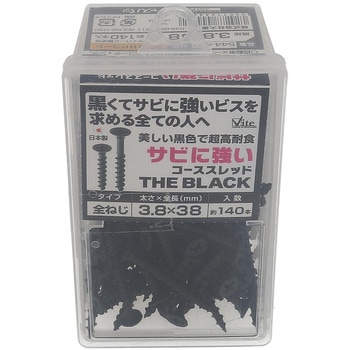 黒くてサビに強いビスを
求める全ての人へ
日本製
美しい黒色で超高耐食
サビに強い
コーススレッド
THE BLACK
タイプ 太さ×全長(mm) 入数
全ねじ 3.8×38 約140本